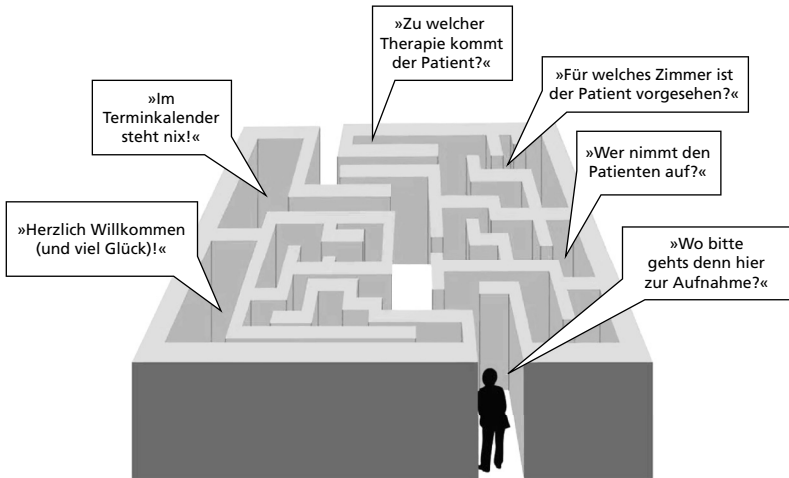 »Zu welcher
Therapie kommt
der Patient?«
»Für welches Zimmer ist
der Patient vorgesehen?«
»Im
Terminkalender
steht nix!«
»Wer nimmt den
Patienten auf?«
»Herzlich Willkommen
(und viel Glück)!«
»Wo bitte
gehts denn hier
zur Aufnahme?«